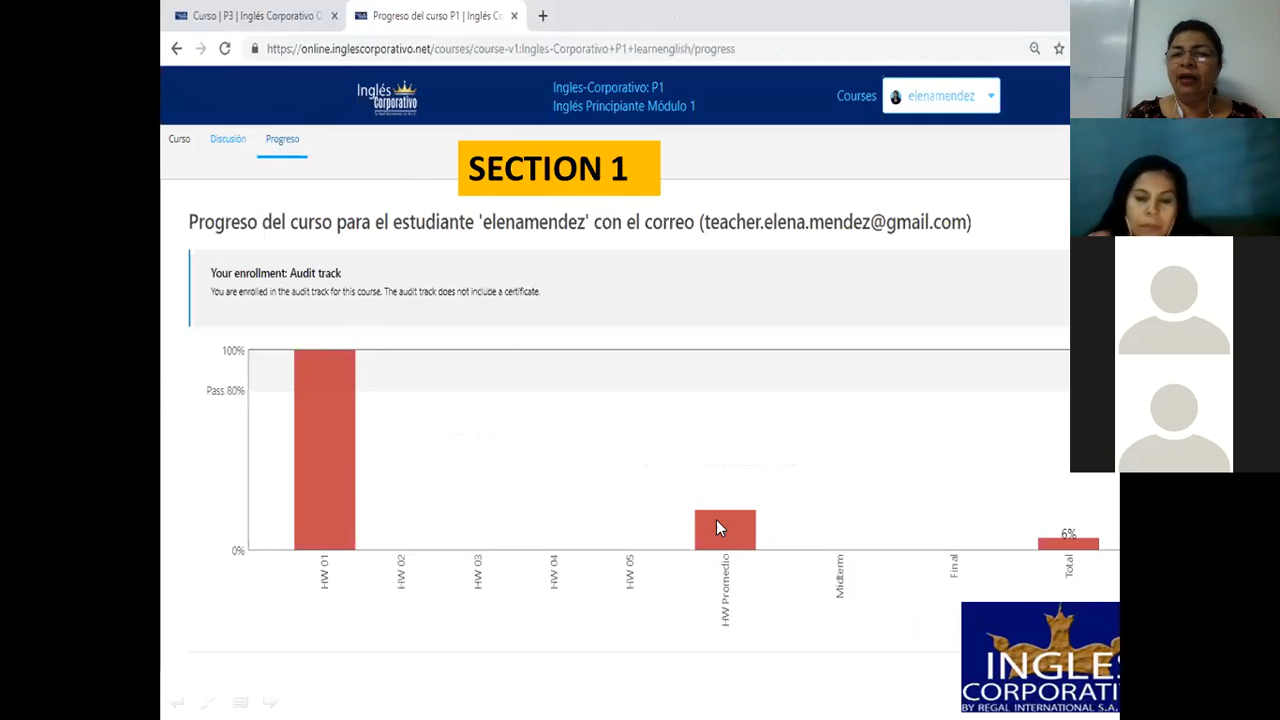 Curso | P3 | Inglés Corporativo C
Progreso del curso P1 | Inglés Cc
https://online.inglescorporativo.net/courses/course-v1:Ingles-Corporativo+P1+learnenglish/progress
Inglés
Corporativo
Ingles-Corporativo: P1
Inglés Principiante Módulo 1
Courses
elenamendez
Curso
Discusión
Progreso
SECTION 1
Progreso del curso para el estudiante 'elenamendez' con el correo (teacher.elena.mendez@gmail.com)
Your enrollment: Audit track
You are enrolled in the audit track for this course. The audit track does not include a certificate.
100%
Pass 80%
0%
6%
HW 01
HW 02
HW 03
HW 04
HW 05
HW Promedio
Midterm
Final
Total
INGLES
CORPORATI
BY REGAL INTERNATIONAL S.A.